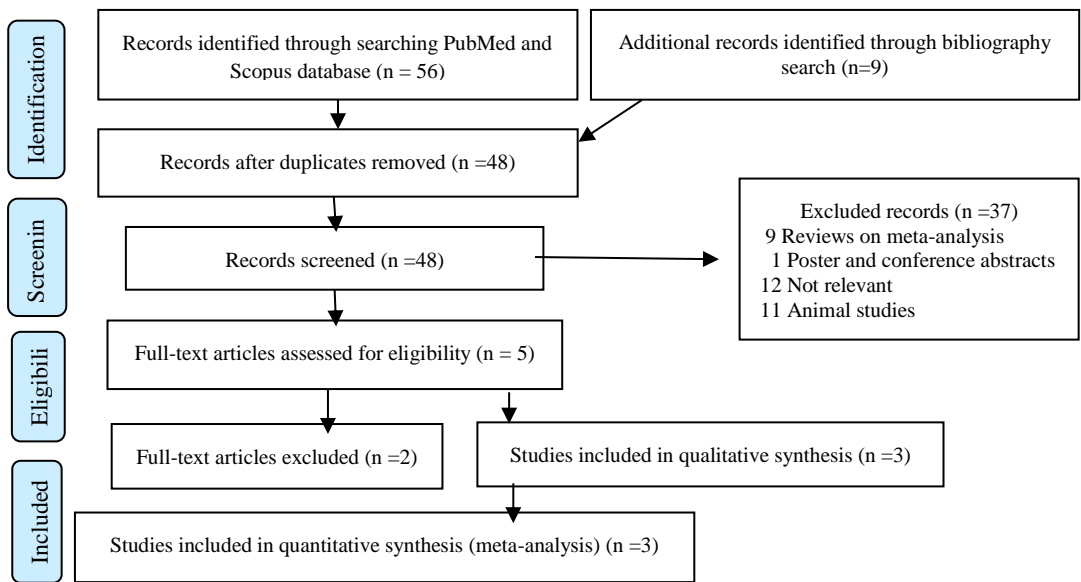 Identification
Records identified through searching PubMed and
Scopus database (n = 56)
Additional records identified through bibliography
search (n=9)
Records after duplicates removed (n =48)
Screenin
Records screened (n =48)
Excluded records (n =37)
9 Reviews on meta-analysis
1 Poster and conference abstracts
12 Not relevant
11 Animal studies
Eligibili
Full-text articles assessed for eligibility (n = 5)
Full-text articles excluded (n =2)
Studies included in qualitative synthesis (n =3)
Included
Studies included in quantitative synthesis (meta-analysis) (n =3)